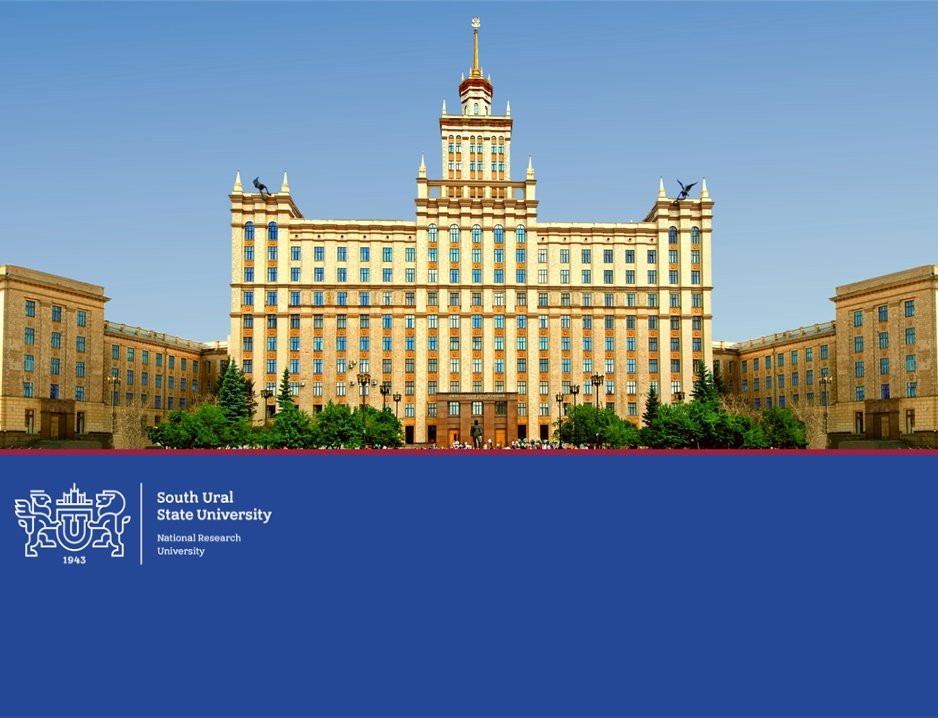 South Ural
State University
National Research
University
1943